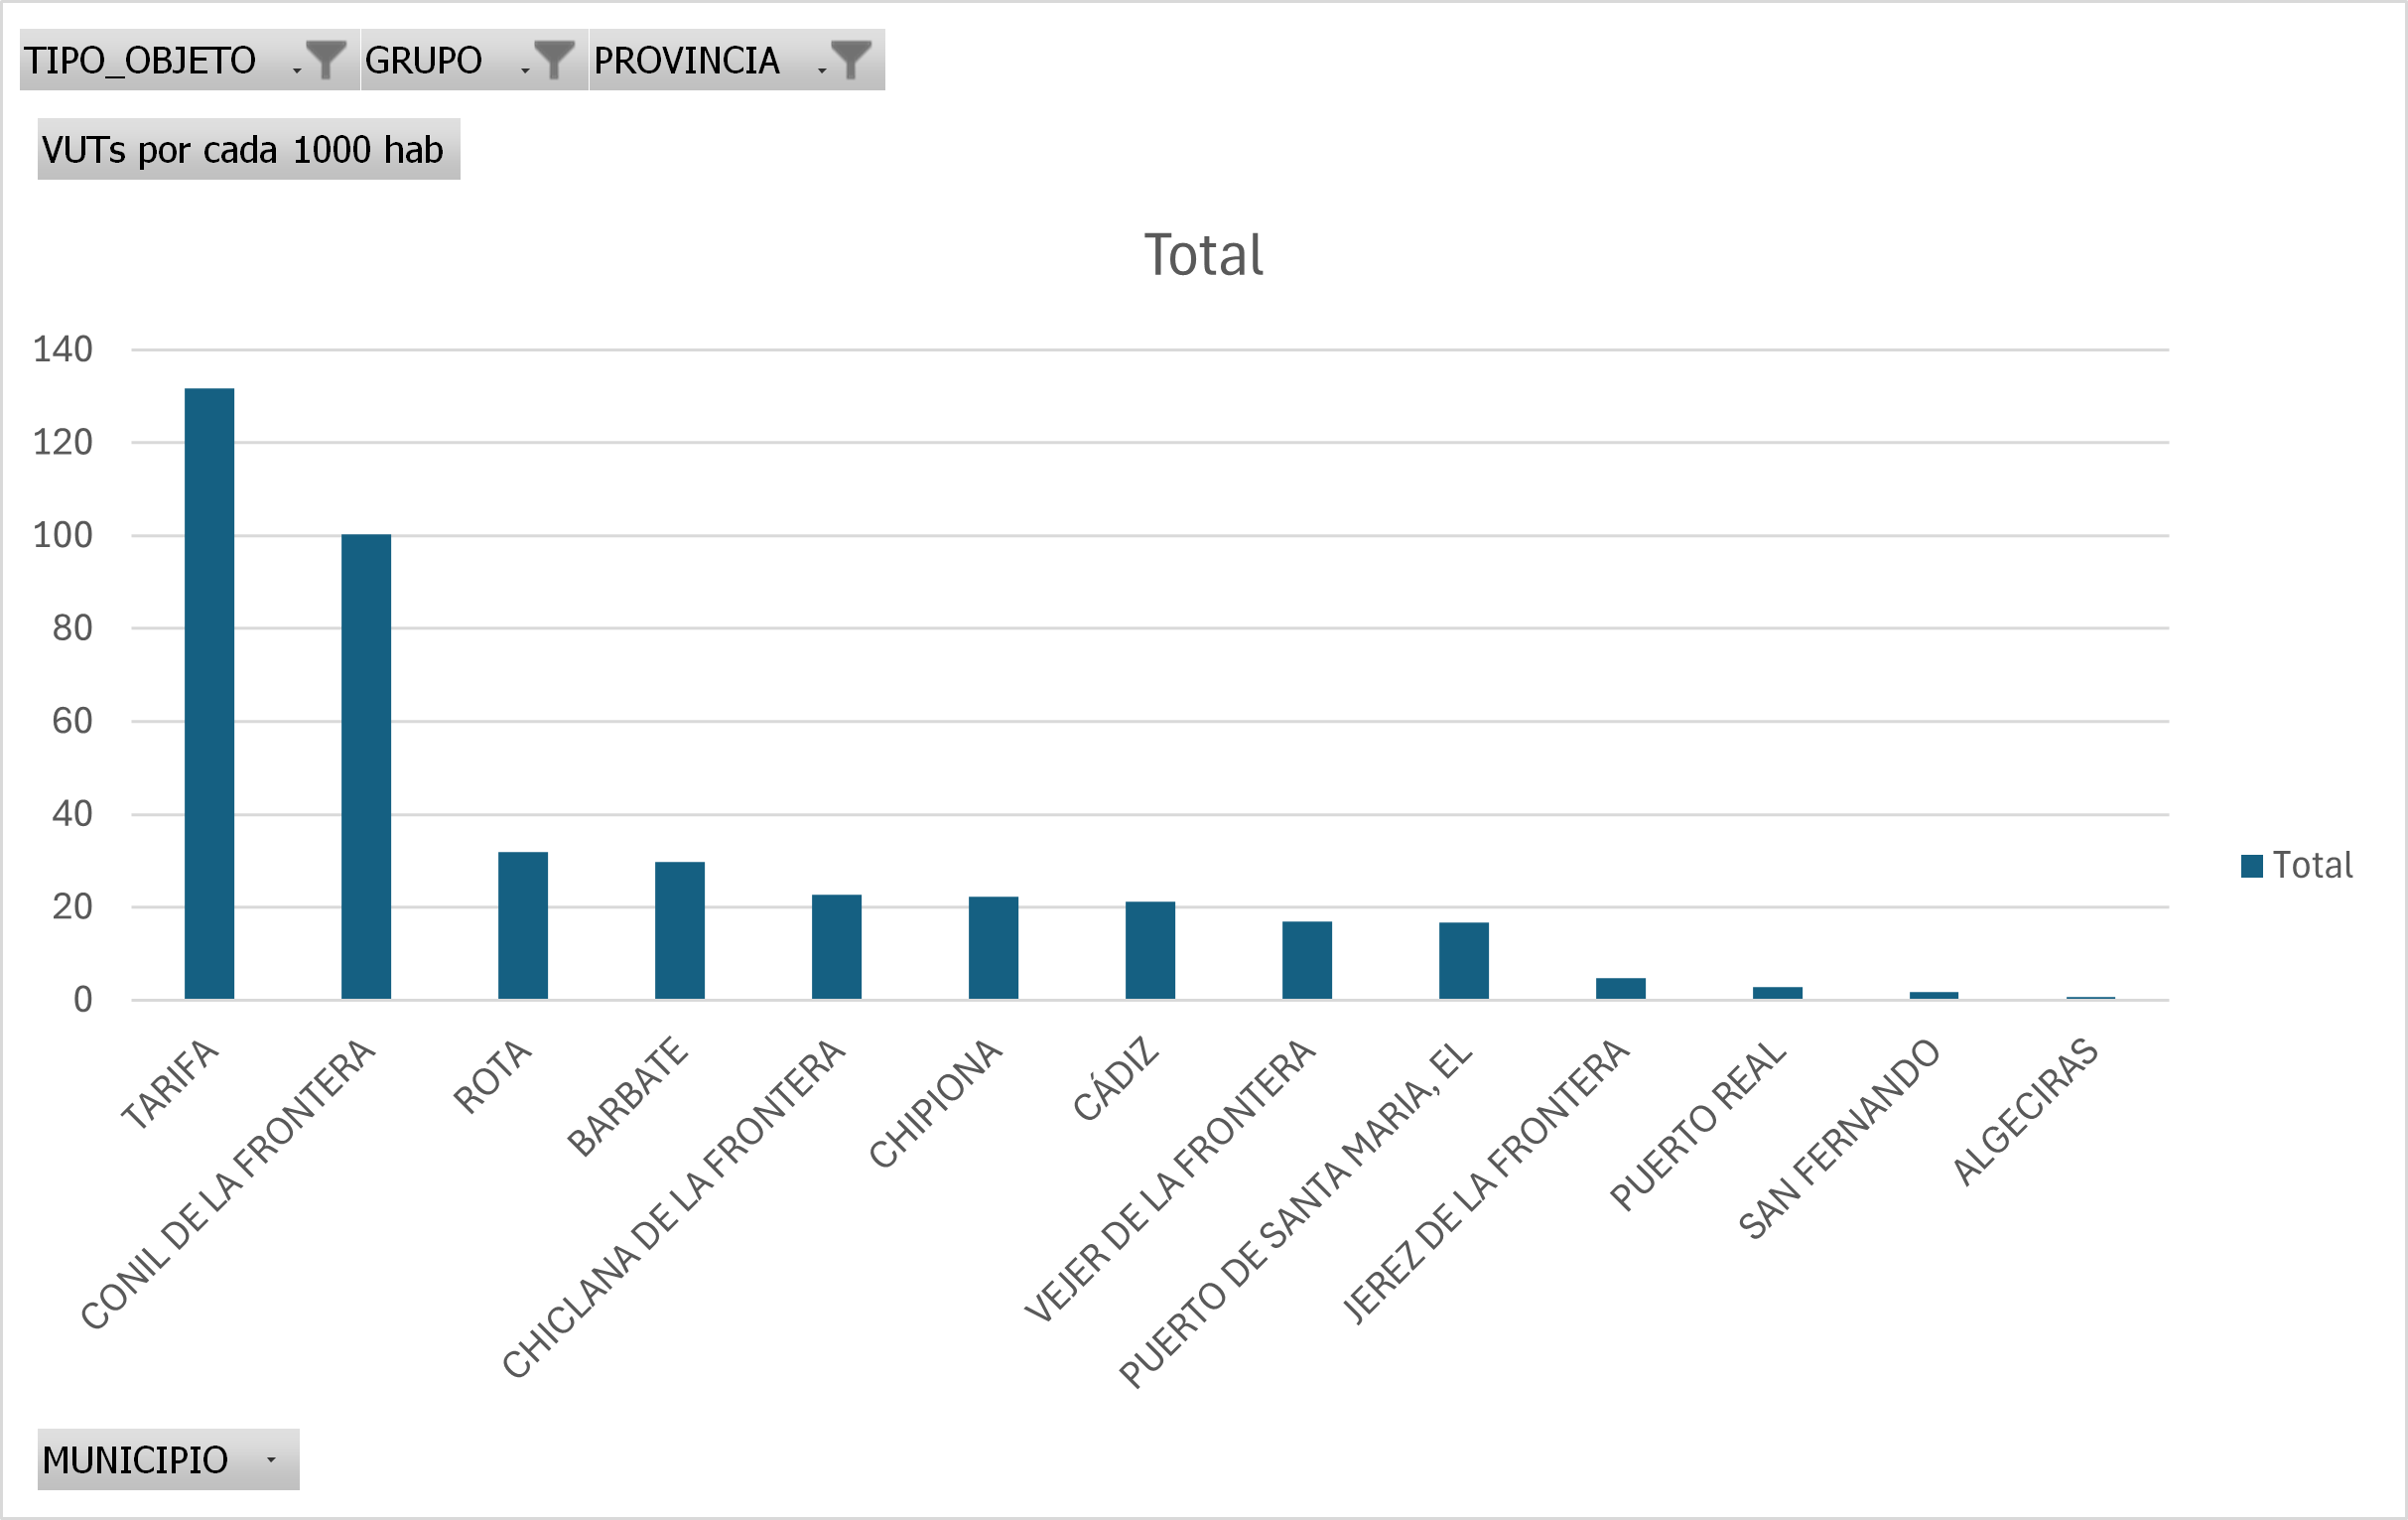 TIPO_OBJETO GRUPO PROVINCIA
VUTs por cada 1000 hab
Total
140
120
100
80
60
40
20
0
Total
TARIFA
CONIL DE LA FRONTERA
ROTA
BARBATE
CHICLANA DE LA FRONTERA
CHIPIONA
CÁDIZ
VEJER DE LA FRONTERA
PUERTO DE SANTA MARIA, EL
JEREZ DE LA FRONTERA
PUERTO REAL
SAN FERNANDO
ALGECIRAS
MUNICIPIO